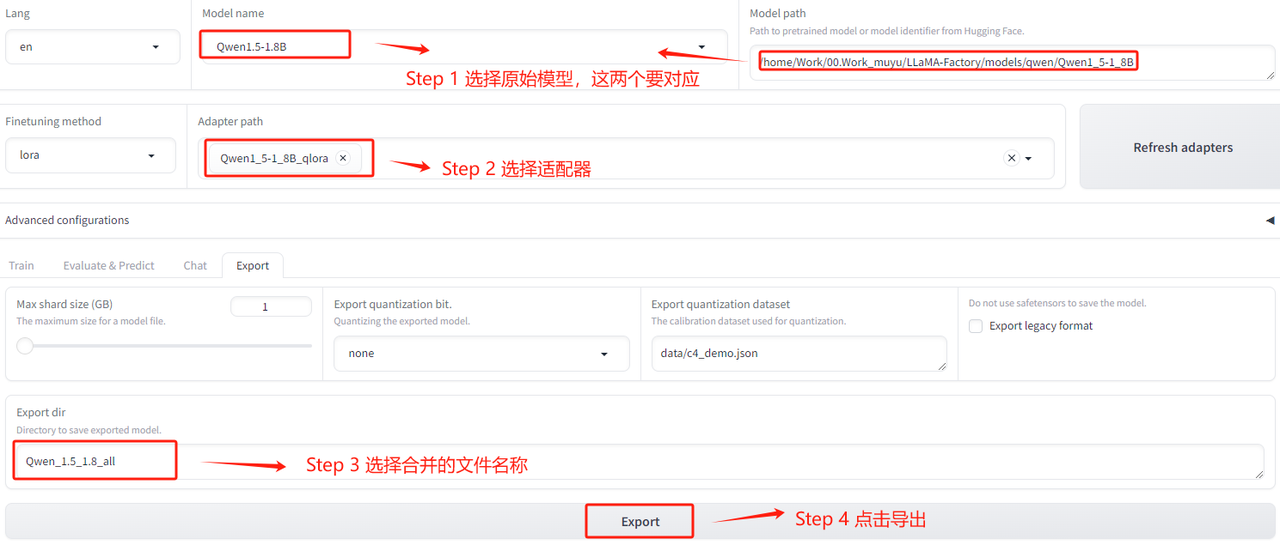 Lang
en
Model name
Qwen1.5-1.8B
Model path
Path to pretrained model or model identifier from Hugging Face.
/home/Work/00.Work_muyu/LLaMA-Factory/models/qwen/Qwen1_5-1_8B
Step 1 选择原始模型，这两个要对应
Finetuning method
lora
Adapter path
Qwen1_5-1_8B_qlora
Step 2 选择适配器
Refresh adapters
Advanced configurations
Train
Evaluate & Predict
Chat
Export
Max shard size (GB)
1
The maximum size for a model file.
Export quantization bit.
Quantizing the exported model.
none
Export quantization dataset
The calibration dataset used for quantization.
data/c4_demo.json
Do not use safetensors to save the model.
Export legacy format
Export dir
Directory to save exported model.
Qwen_1.5_1.8_all
Step 3 选择合并的文件名称
Export
Step 4 点击导出